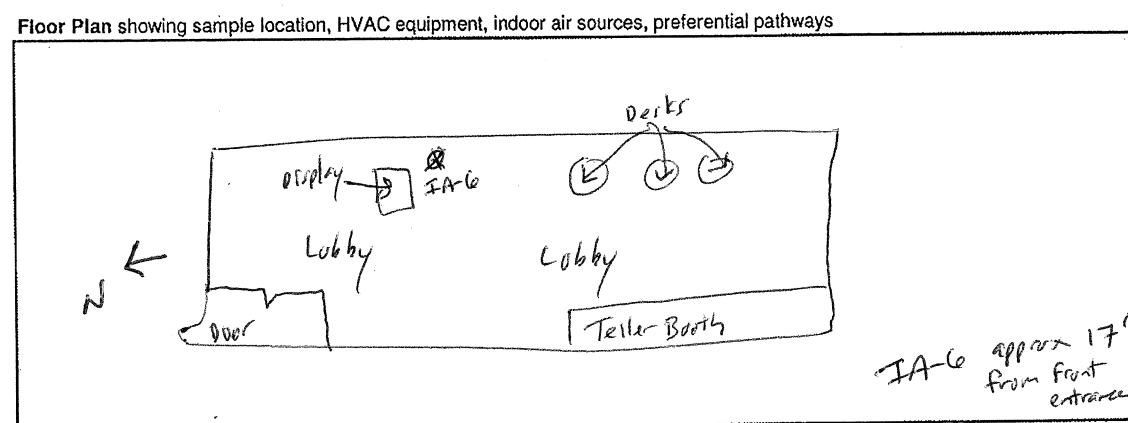 Floor Plan showing sample location, HVAC equipment, indoor air sources, preferential pathways
Desks
Display
IA-6
Lobby
Lobby
N
Door
Teller Booth
IA-6 approx 17'
from front
entrance